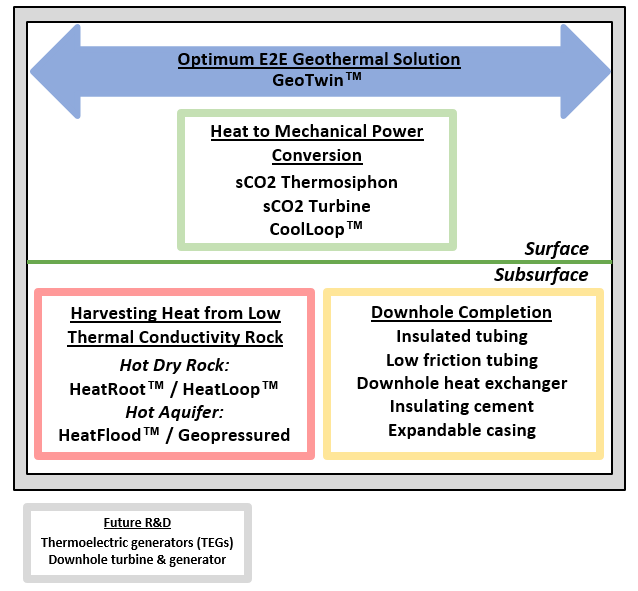 Optimum E2E Geothermal Solution
GeoTwin™
Heat to Mechanical Power
Conversion
sCO2 Thermosiphon
sCO2 Turbine
CoolLoop™
Surface
Subsurface
Harvesting Heat from Low
Thermal Conductivity Rock
Hot Dry Rock:
HeatRoot™ / HeatLoop™
Hot Aquifer:
HeatFlood™ / Geopressured
Downhole Completion
Insulated tubing
Low friction tubing
Downhole heat exchanger
Insulating cement
Expandable casing
Future R&D
Thermoelectric generators (TEGs)
Downhole turbine & generator